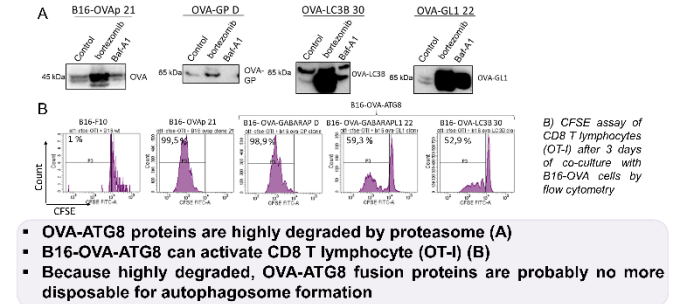 A
B16-OVAp 21
OVA-GP D
OVA-LC3B 30
OVA-GL1 22
Control
bortezomib
Baf-A1
Control
bortezomib
Baf-A1
Control
bortezomib
Baf-A1
Control
bortezomib
Baf-A1
45 kDa
OVA
65 kDa
OVA-
GP
65 kDa
OVA-LC3B
65 kDa
OVA-GL1
B
B16-OVA-ATG8
B16-F10
B16-OVAp 21
B16-OVA-GABARAP D
B16-OVA-GABARAPL1 22
B16-OVA-LC3B 30
1 %
99,5%
98,9%
59,3 %
52,9 %
Count
CFSE
B) CFSE assay of
CD8 T lymphocytes
(OT-I) after 3 days
of co-culture with
B16-OVA cells by
flow cytometry
▪ OVA-ATG8 proteins are highly degraded by proteasome (A)
▪ B16-OVA-ATG8 can activate CD8 T lymphocyte (OT-I) (B)
▪ Because highly degraded, OVA-ATG8 fusion proteins are probably no more
disposable for autophagosome formation